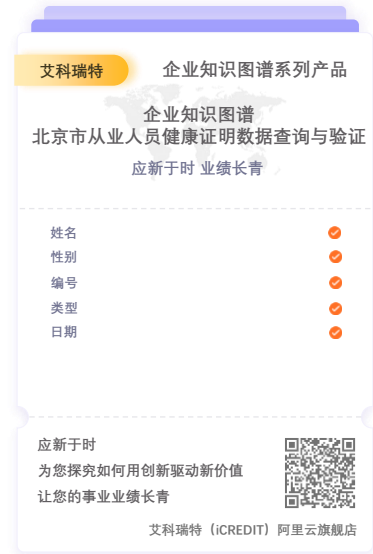 艾科瑞特
企业知识图谱系列产品
企业知识图谱
北京市从业人员健康证明数据查询与验证
应新于时 业绩长青
姓名
性别
编号
类型
日期
应新于时
为您探究如何用创新驱动新价值
让您的事业业绩长青
艾科瑞特（iCREDIT）阿里云旗舰店